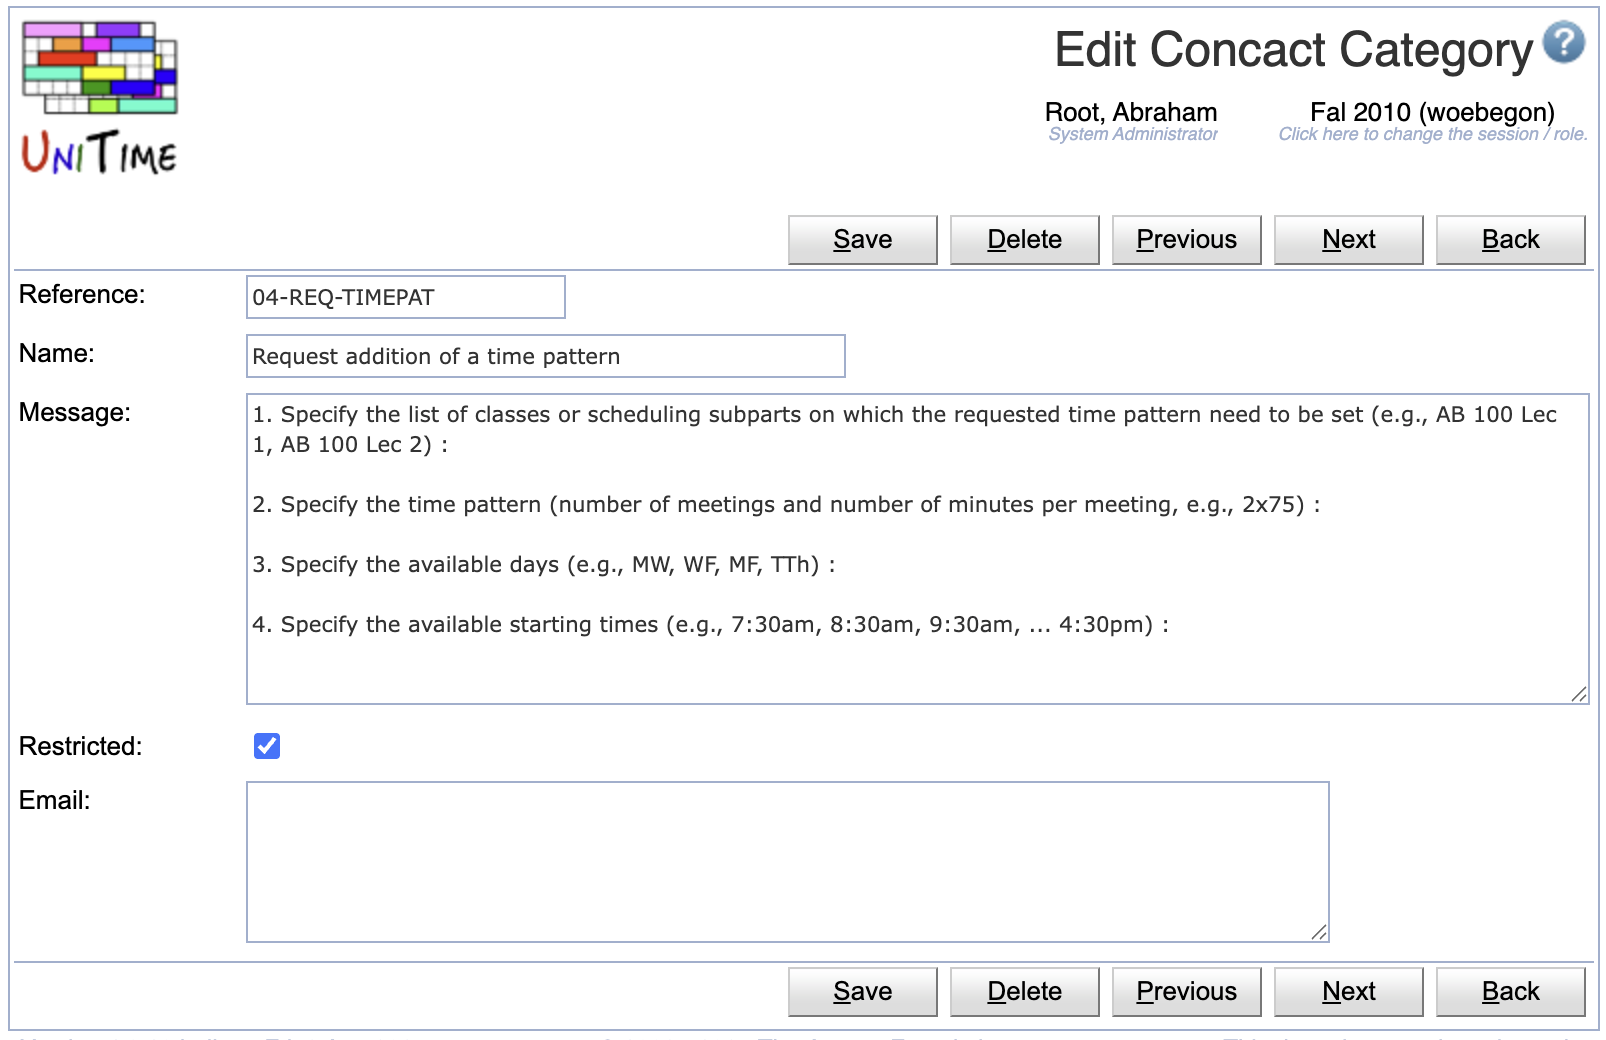 Edit Concact Category
?
UniTime
Root, Abraham
Fal 2010 (woebegon)
System Administrator
Click here to change the session / role.
Save
Delete
Previous
Next
Back
Reference:
04-REQ-TIMEPAT
Name:
Request addition of a time pattern
Message:
1. Specify the list of classes or scheduling subparts on which the requested time pattern need to be set (e.g., AB 100 Lec
1, AB 100 Lec 2) :
2. Specify the time pattern (number of meetings and number of minutes per meeting, e.g., 2x75) :
3. Specify the available days (e.g., MW, WF, MF, TTh) :
4. Specify the available starting times (e.g., 7:30am, 8:30am, 9:30am, ... 4:30pm) :
Restricted:
Email:
Save
Delete
Previous
Next
Back